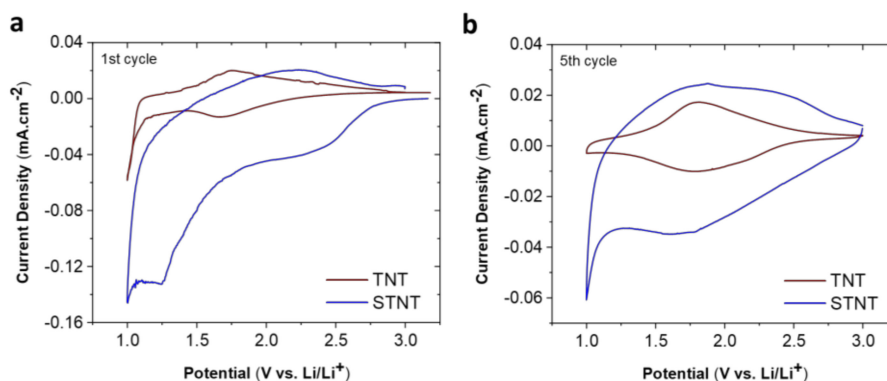 a
1st cycle
0.04
0.00
-0.04
-0.08
-0.12
-0.16
Current Density (mA.cm-2)
TNT
STNT
1.0
1.5
2.0
2.5
3.0
Potential (V vs. Li/Li+)
b
5th cycle
0.04
0.02
0.00
-0.02
-0.04
-0.06
Current Density (mA.cm-2)
TNT
STNT
1.0
1.5
2.0
2.5
3.0
Potential (V vs. Li/Li+)